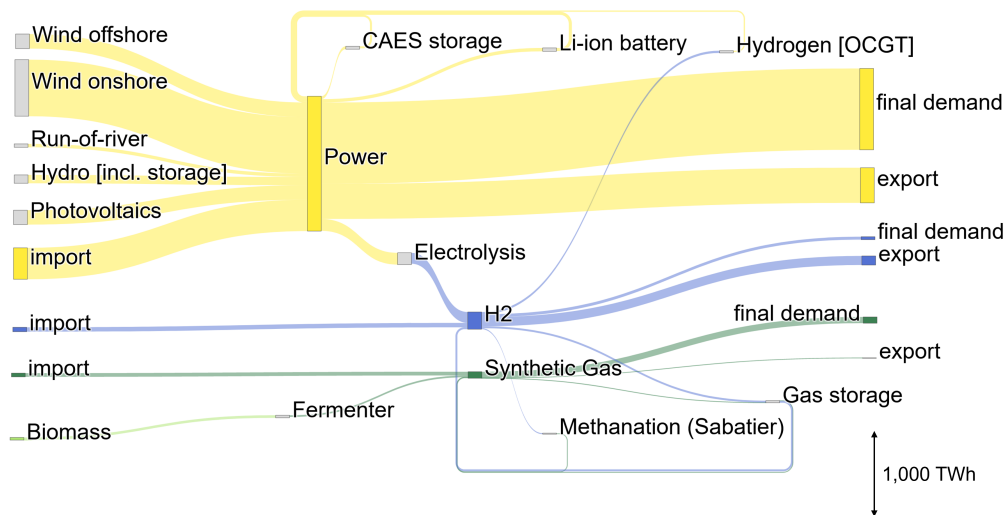 Wind offshore
CAES storage
Li-ion battery
Hydrogen [OCGT]
Wind onshore
final demand
Run-of-river
Power
Hydro [incl. storage]
export
Photovoltaics
final demand
import
Electrolysis
export
import
H2
final demand
import
Synthetic Gas
export
Gas storage
Fermenter
Biomass
Methanation (Sabatier)
1,000 TWh